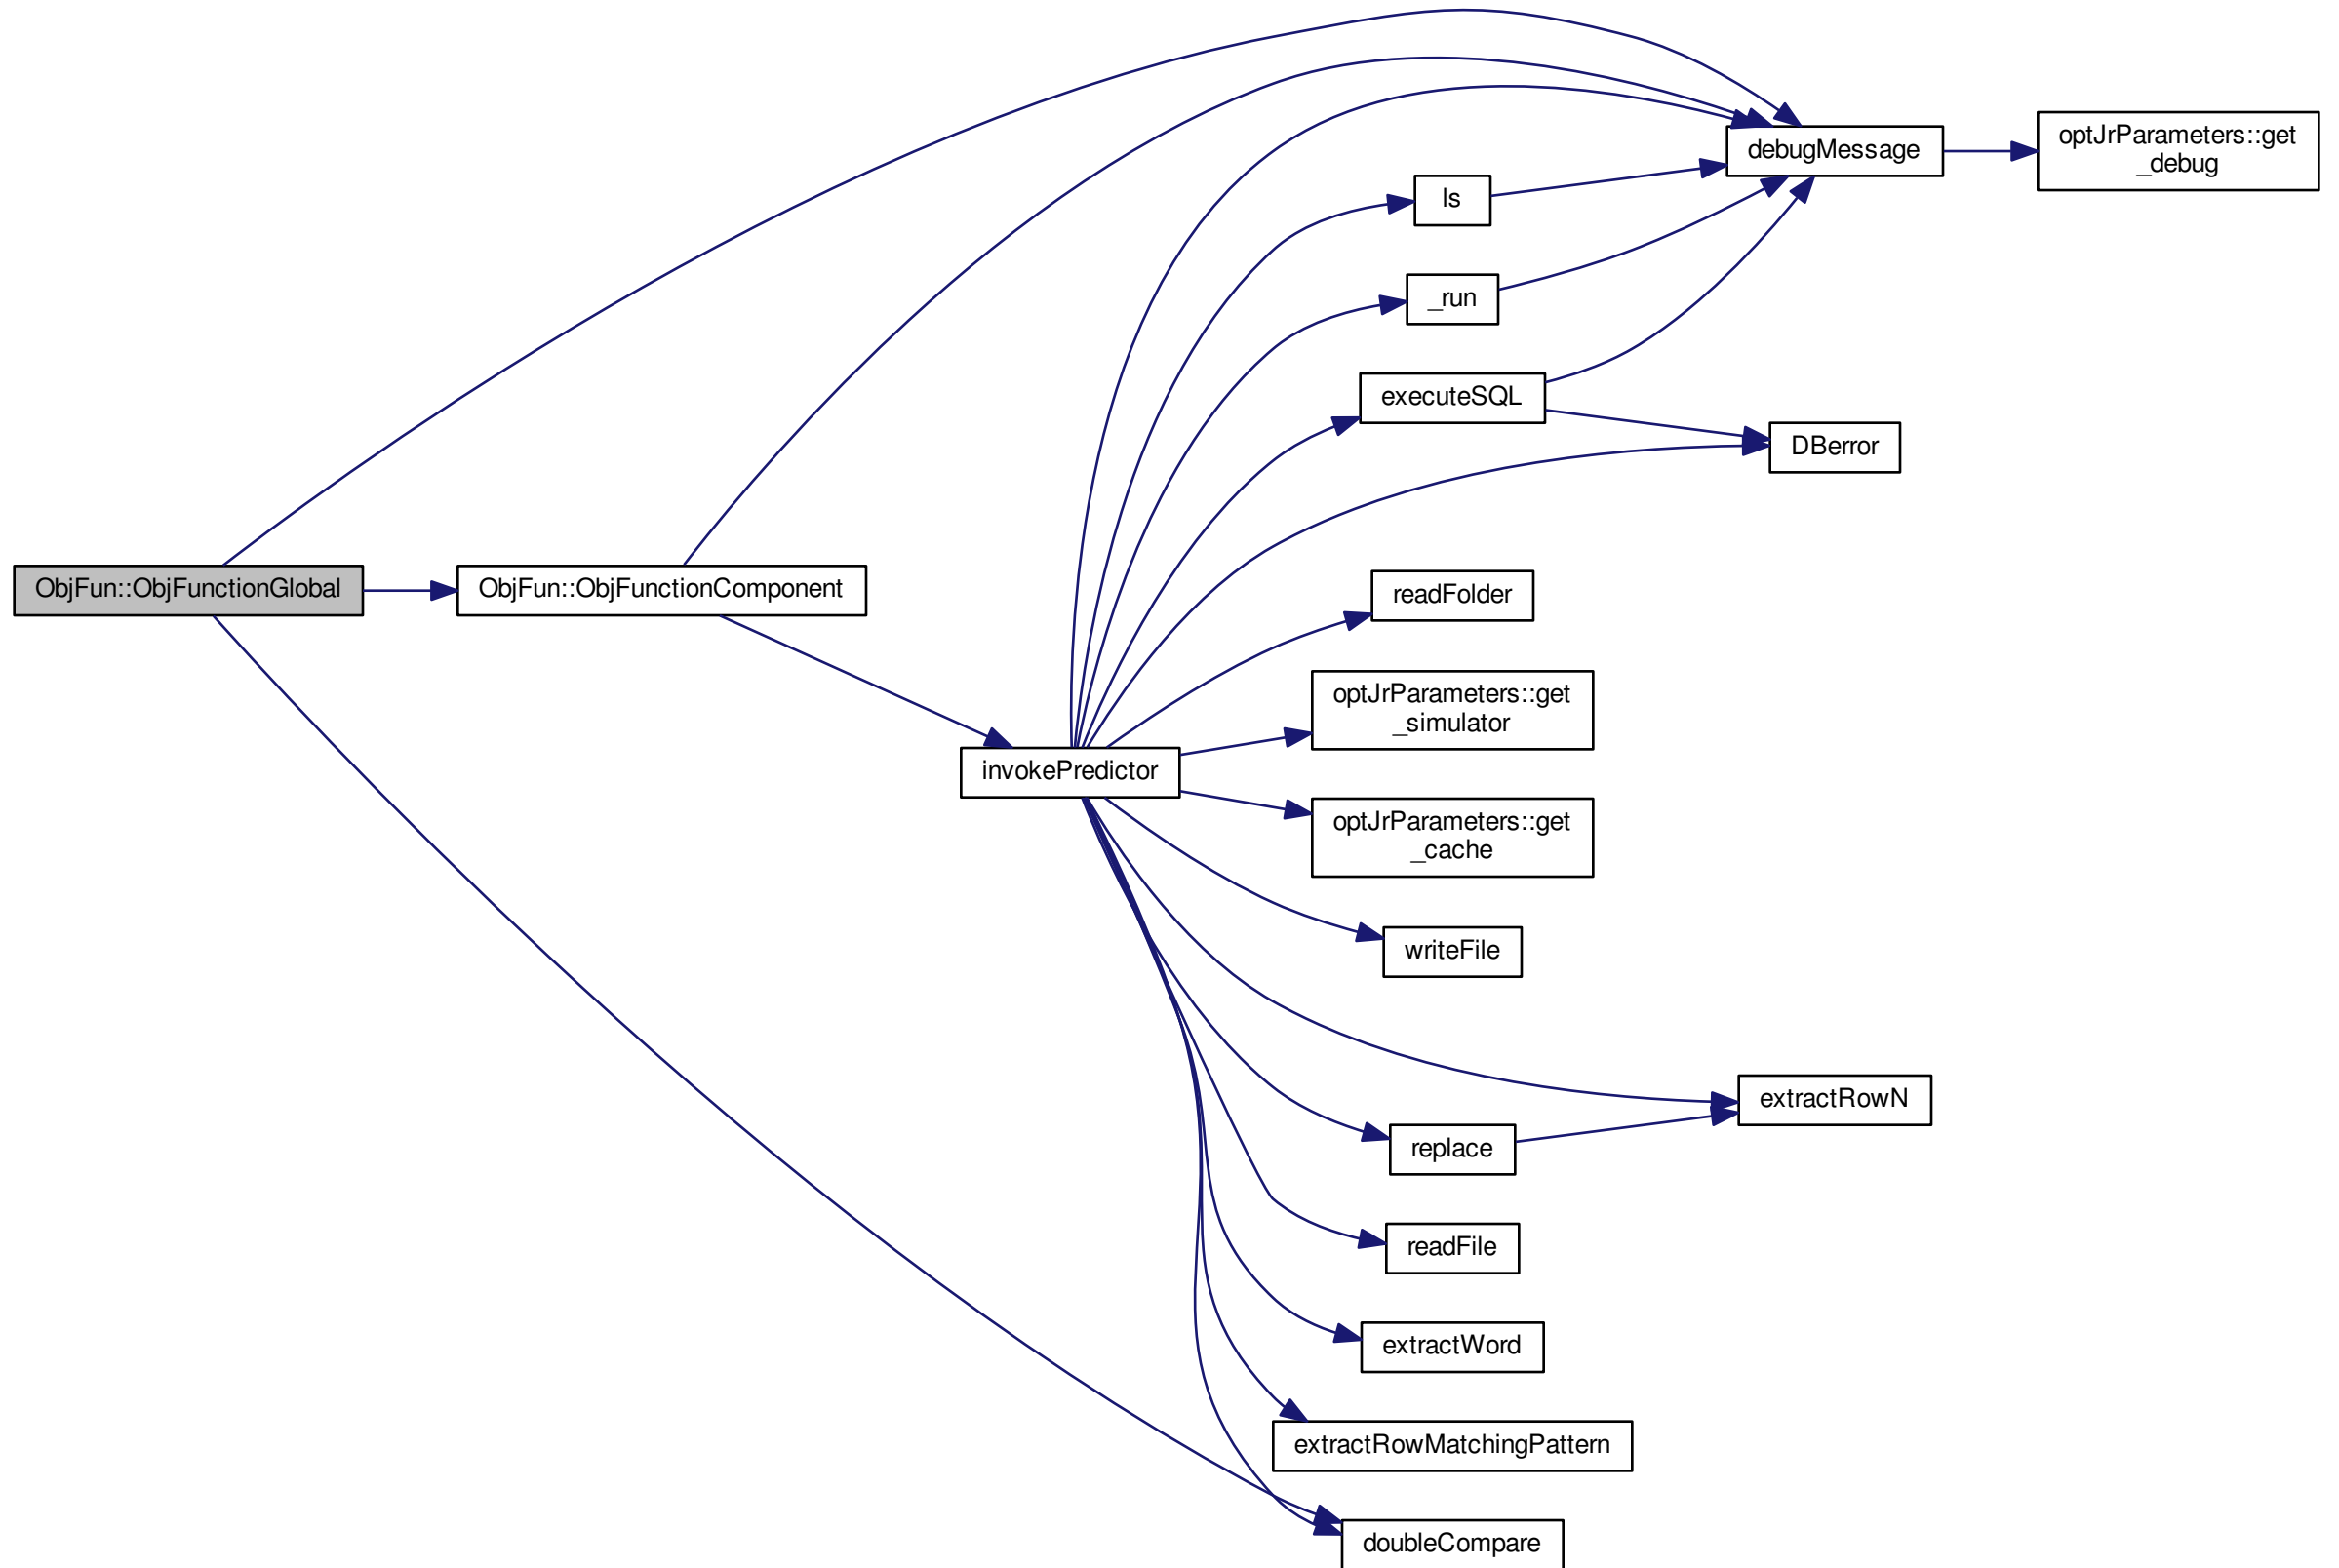 debugMessage
optJrParameters::get
_debug
ls
_run
executeSQL
DBerror
ObjFun::ObjFunctionGlobal
ObjFun::ObjFunctionComponent
readFolder
optJrParameters::get
_simulator
invokePredictor
optJrParameters::get
_cache
writeFile
extractRowN
replace
readFile
extractWord
extractRowMatchingPattern
doubleCompare